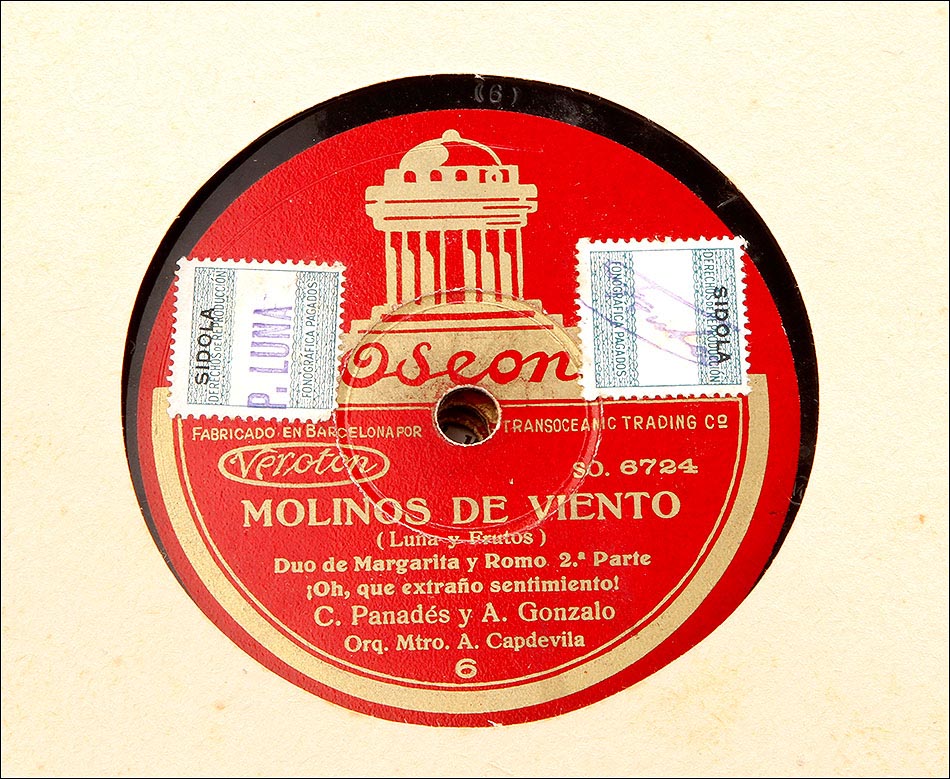 (6)
SIDOLA
DERECHOS DE REPRODUCCIÓN
P. LUNA
FONOGRÁFICA PAGADOS
FONOGRÁFICA PAGADOS
DERECHOS DE REPRODUCCIÓN
SIDOLA
Odeon
FABRICADO EN BARCELONA POR TRANSOCEANIC TRADING Cº
Veroton
SO. 6724
MOLINOS DE VIENTO
( Luna y Frutos )
Duo de Margarita y Romo 2.ª Parte
¡Oh, que extraño sentimiento!
C. Panadés y A. Gonzalo
Orq. Mtro. A. Capdevila
6